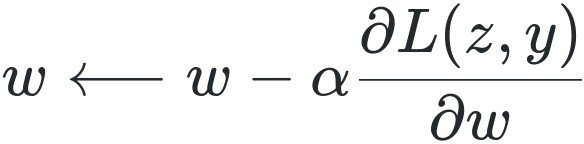 w ⟵ w − α ∂L(z, y) / ∂w